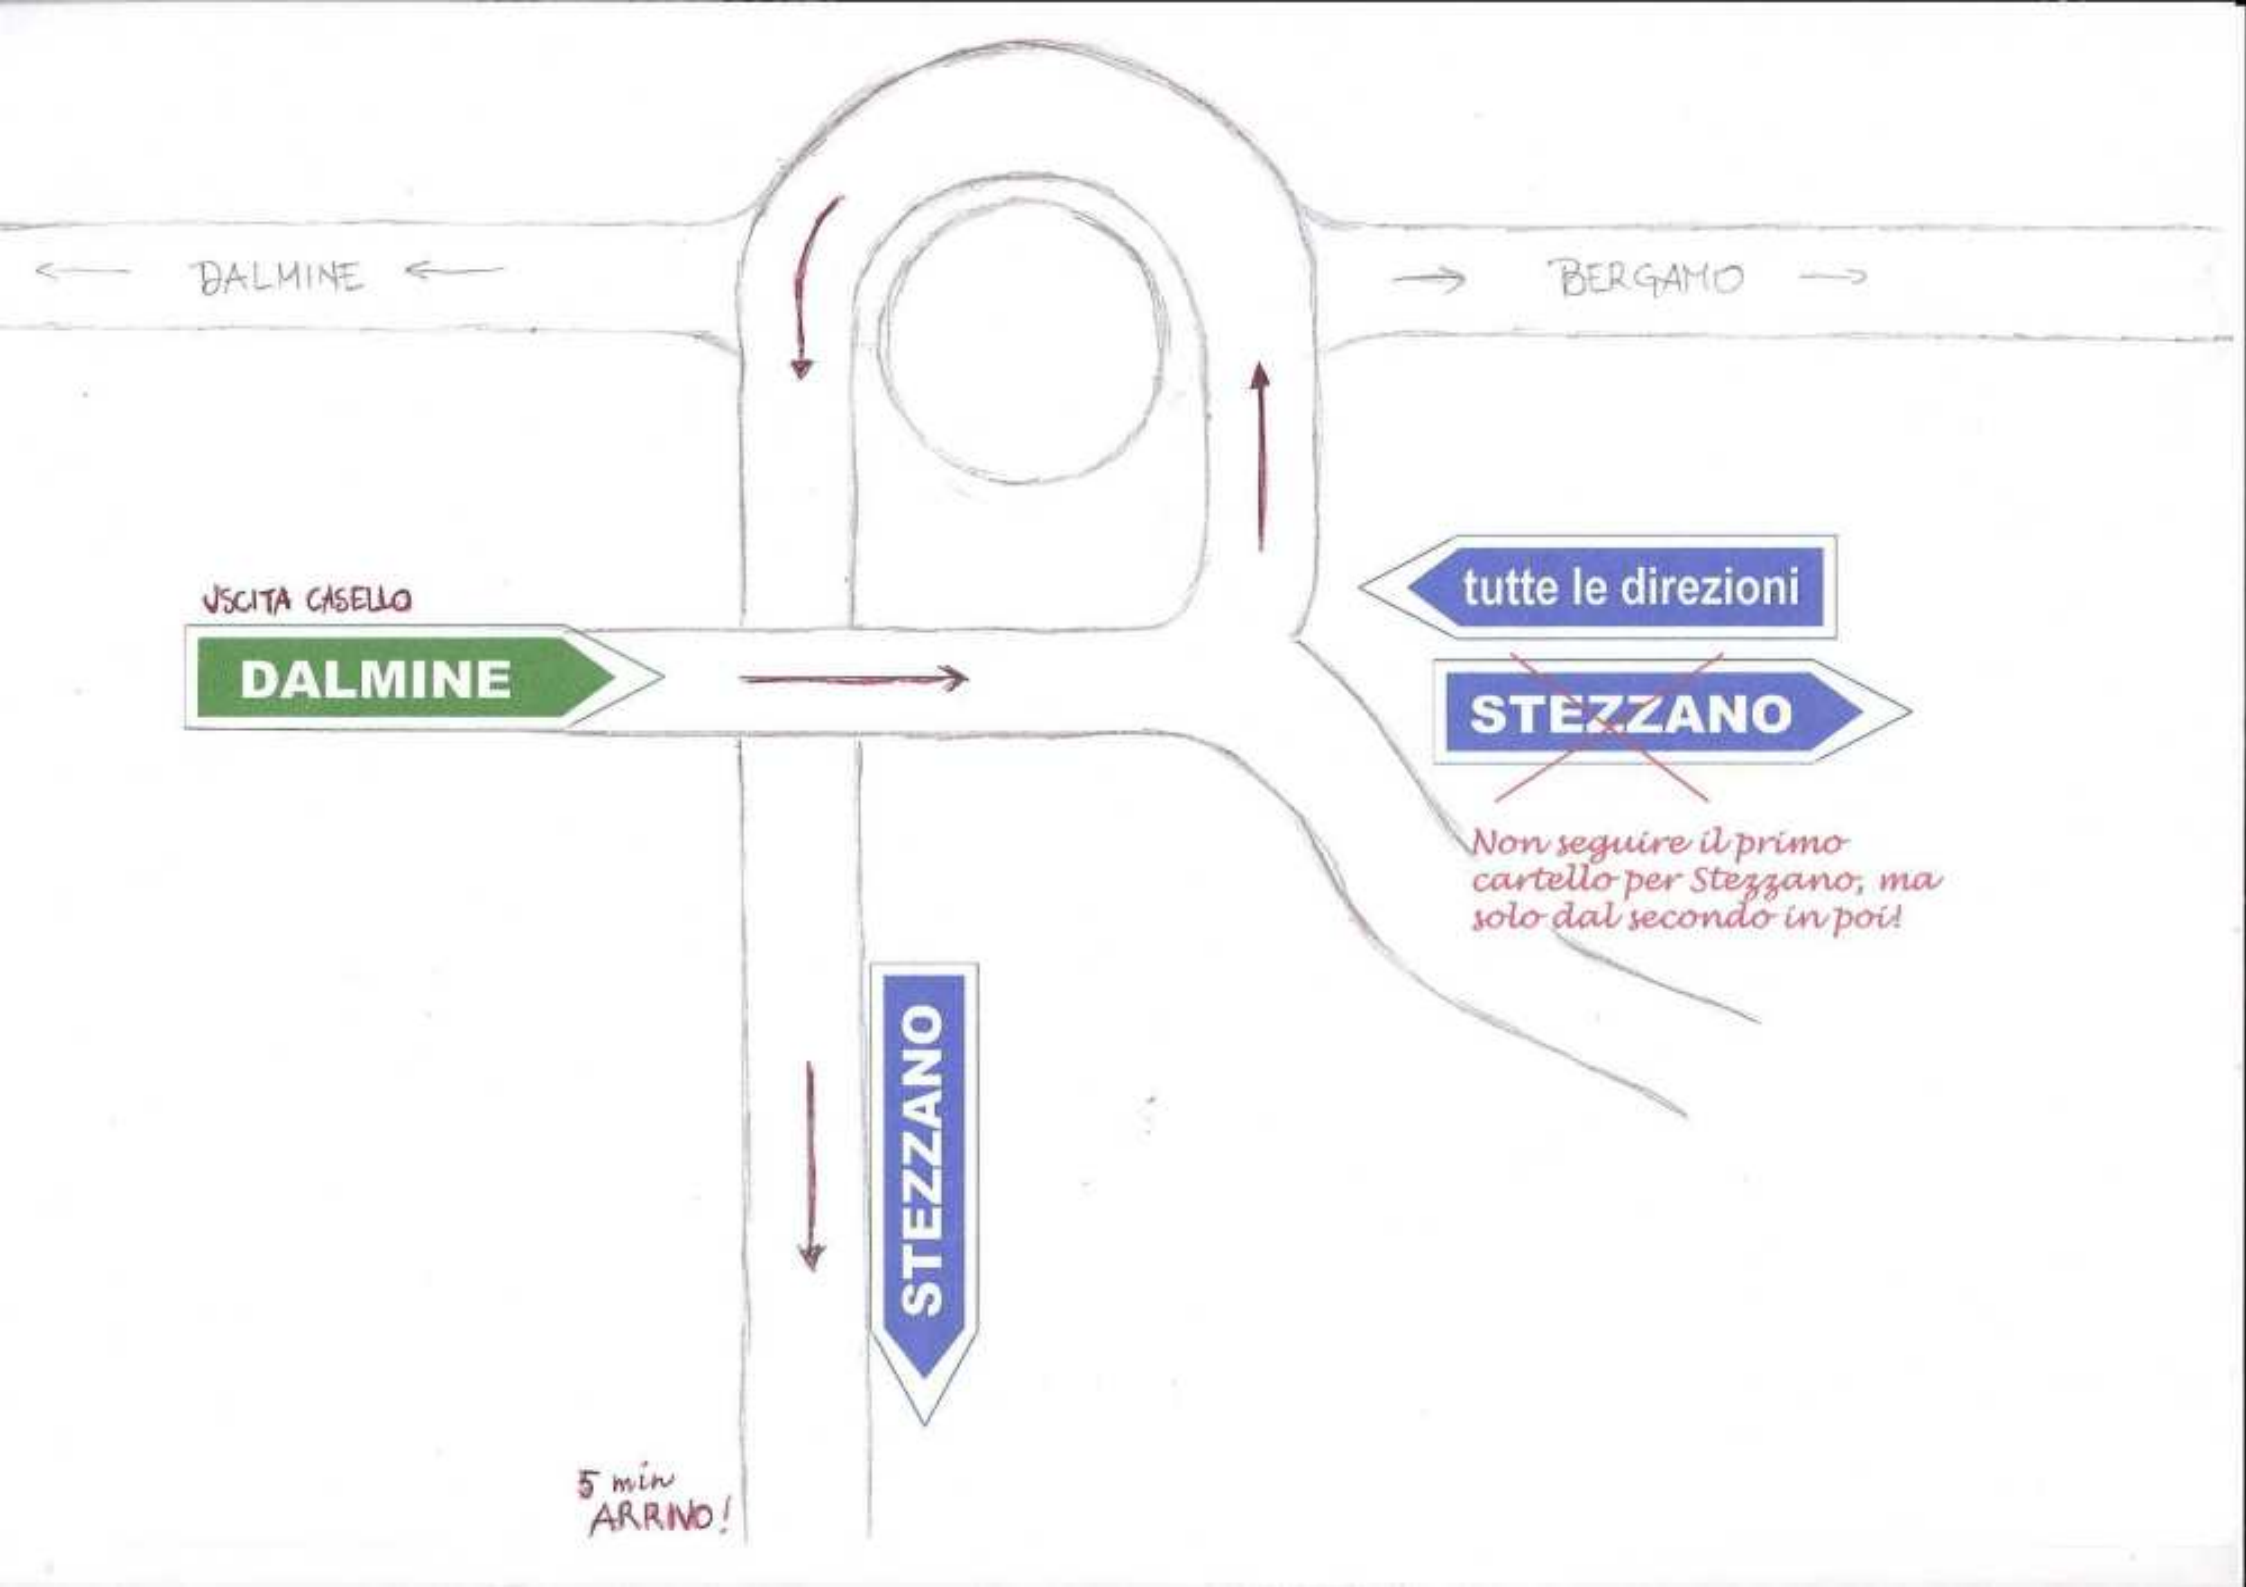 DALMINE
BERGAMO
tutte le direzioni
USCITA CASELLO
DALMINE
STEZZANO
Non seguire il primo
cartello per Stezzano, ma
solo dal secondo in poi!
STEZZANO
5 min
ARRIVO!